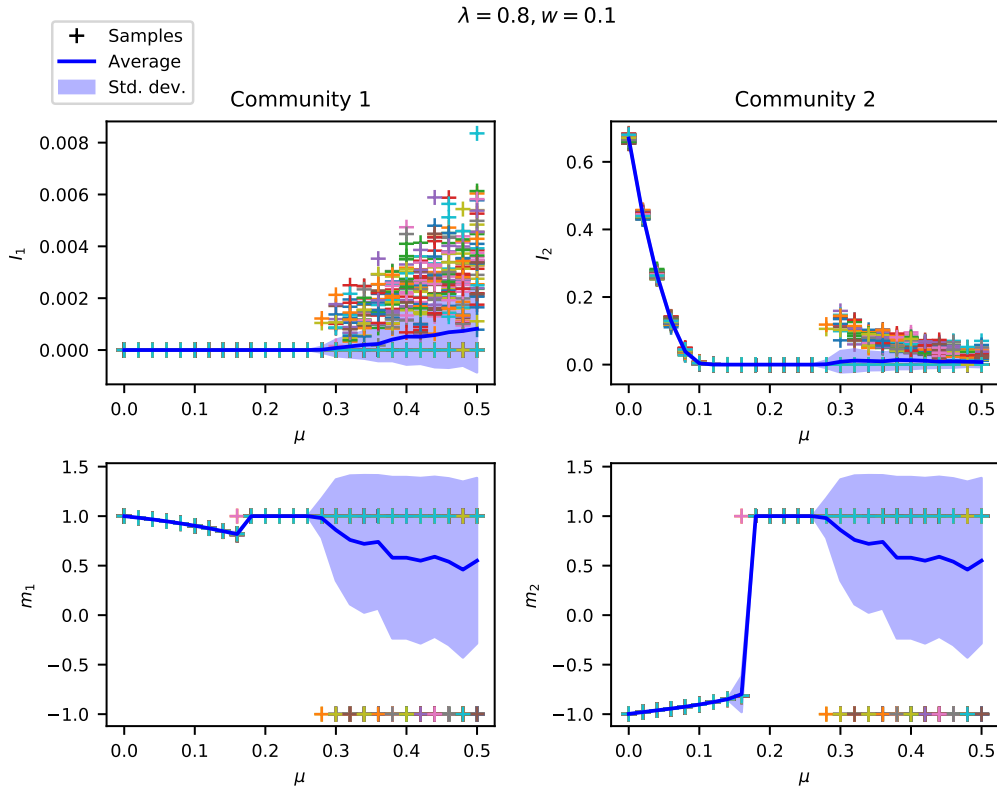 λ = 0.8, w = 0.1
Samples
Average
Std. dev.
Community 1
Community 2
0.008
0.006
0.004
0.002
0.000
I₁
0.0 0.1 0.2 0.3 0.4 0.5
μ
0.6
0.4
0.2
0.0
I₂
0.0 0.1 0.2 0.3 0.4 0.5
μ
1.5
1.0
0.5
0.0
−0.5
−1.0
m₁
0.0 0.1 0.2 0.3 0.4 0.5
μ
1.5
1.0
0.5
0.0
−0.5
−1.0
m₂
0.0 0.1 0.2 0.3 0.4 0.5
μ